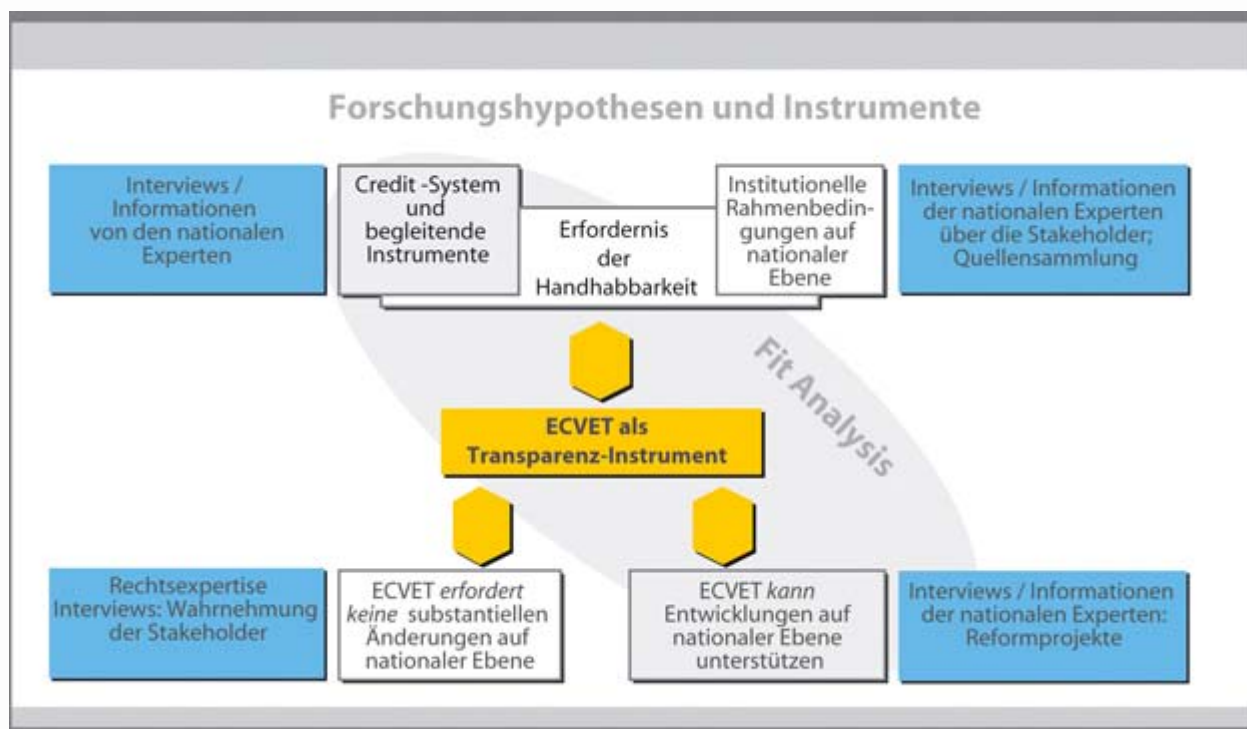 Forschungshypothesen und Instrumente
Interviews /
Informationen
von den nationalen
Experten
Credit -System
und
begleitende
Instrumente
Erfordernis
der
Handhabbarkeit
Institutionelle
Rahmenbedin-
gungen auf
nationaler
Ebene
Interviews / Informationen
der nationalen Experten
über die Stakeholder;
Quellensammlung
Fit Analysis
ECVET als
Transparenz-Instrument
Rechtsexpertise
Interviews: Wahrnehmung
der Stakeholder
ECVET erfordert
keine substantiellen
Änderungen auf
nationaler Ebene
ECVET kann
Entwicklungen auf
nationaler Ebene
unterstützen
Interviews / Informationen
der nationalen Experten:
Reformprojekte